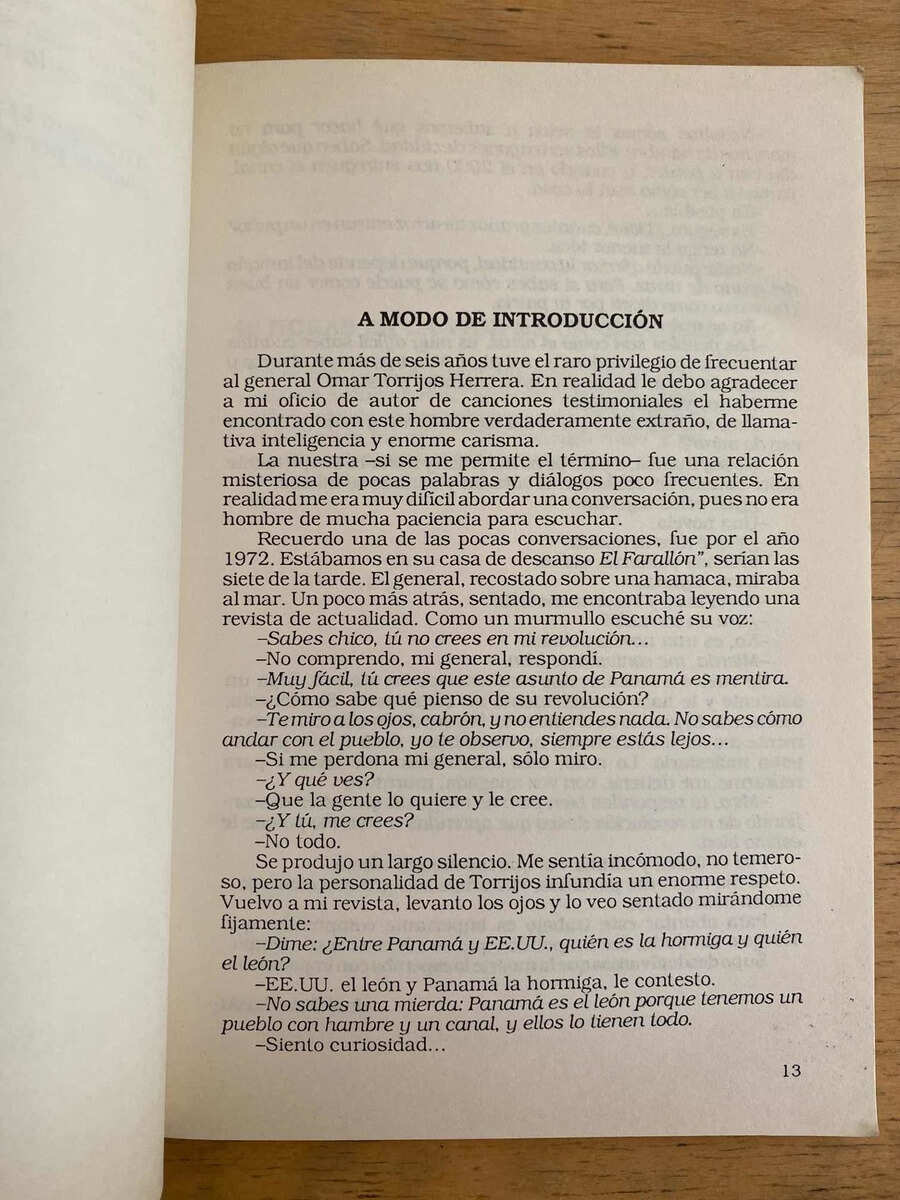 A MODO DE INTRODUCCIÓN
Durante más de seis años tuve el raro privilegio de frecuentar
al general Omar Torrijos Herrera. En realidad le debo agradecer
a mi oficio de autor de canciones testimoniales el haberme
encontrado con este hombre verdaderamente extraño, de llama-
tiva inteligencia y enorme carisma.
La nuestra –si se me permite el término– fue una relación
misteriosa de pocas palabras y diálogos poco frecuentes. En
realidad me era muy difícil abordar una conversación, pues no era
hombre de mucha paciencia para escuchar.
Recuerdo una de las pocas conversaciones, fue por el año
1972. Estábamos en su casa de descanso El Farallón", serían las
siete de la tarde. El general, recostado sobre una hamaca, miraba
al mar. Un poco más atrás, sentado, me encontraba leyendo una
revista de actualidad. Como un murmullo escuché su voz:
–Sabes chico, tú no crees en mi revolución...
–No comprendo, mi general, respondí.
–Muy fácil, tú crees que este asunto de Panamá es mentira.
–¿Cómo sabe qué pienso de su revolución?
–Te miro a los ojos, cabrón, y no entiendes nada. No sabes cómo
andar con el pueblo, yo te observo, siempre estás lejos...
–Si me perdona mi general, sólo miro.
–¿Y qué ves?
–Que la gente lo quiere y le cree.
–¿Y tú, me crees?
–No todo.
Se produjo un largo silencio. Me sentía incómodo, no temero-
so, pero la personalidad de Torrijos infundía un enorme respeto.
Vuelvo a mi revista, levanto los ojos y lo veo sentado mirándome
fijamente:
–Dime: ¿Entre Panamá y EE.UU., quién es la hormiga y quién
el león?
–EE.UU. el león y Panamá la hormiga, le contesto.
–No sabes una mierda: Panamá es el león porque tenemos un
pueblo con hambre y un canal, y ellos lo tienen todo.
–Siento curiosidad...
13